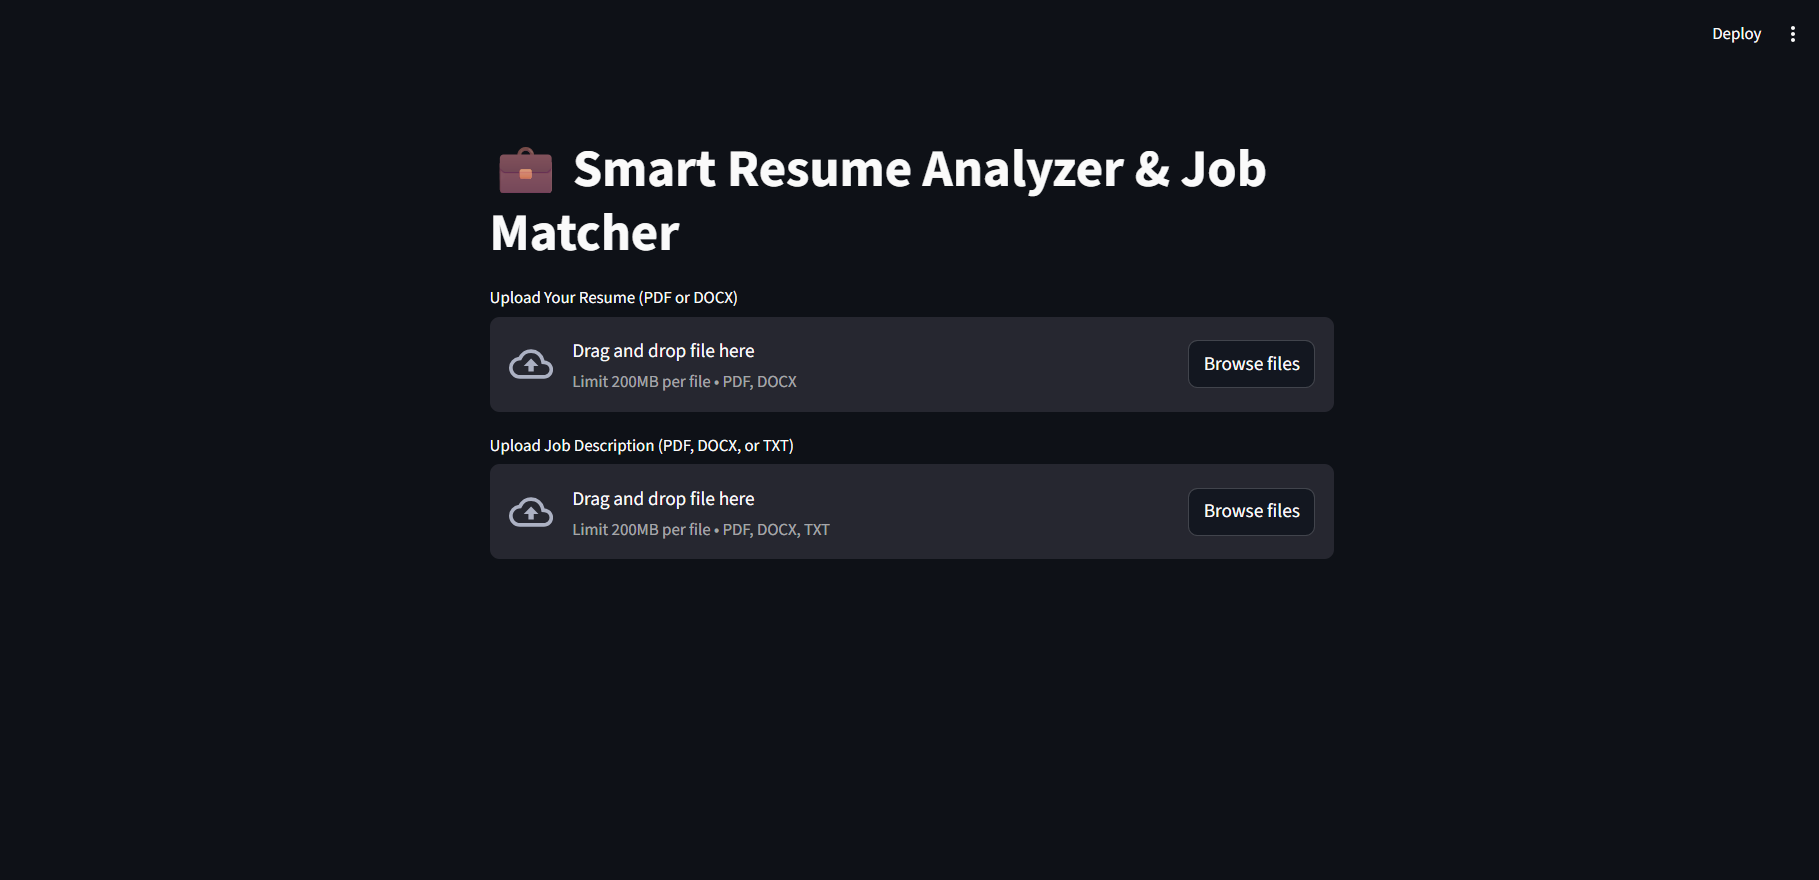 Deploy
Smart Resume Analyzer & Job
Matcher
Upload Your Resume (PDF or DOCX)
Drag and drop file here
Limit 200MB per file • PDF, DOCX
Browse files
Upload Job Description (PDF, DOCX, or TXT)
Drag and drop file here
Limit 200MB per file • PDF, DOCX, TXT
Browse files